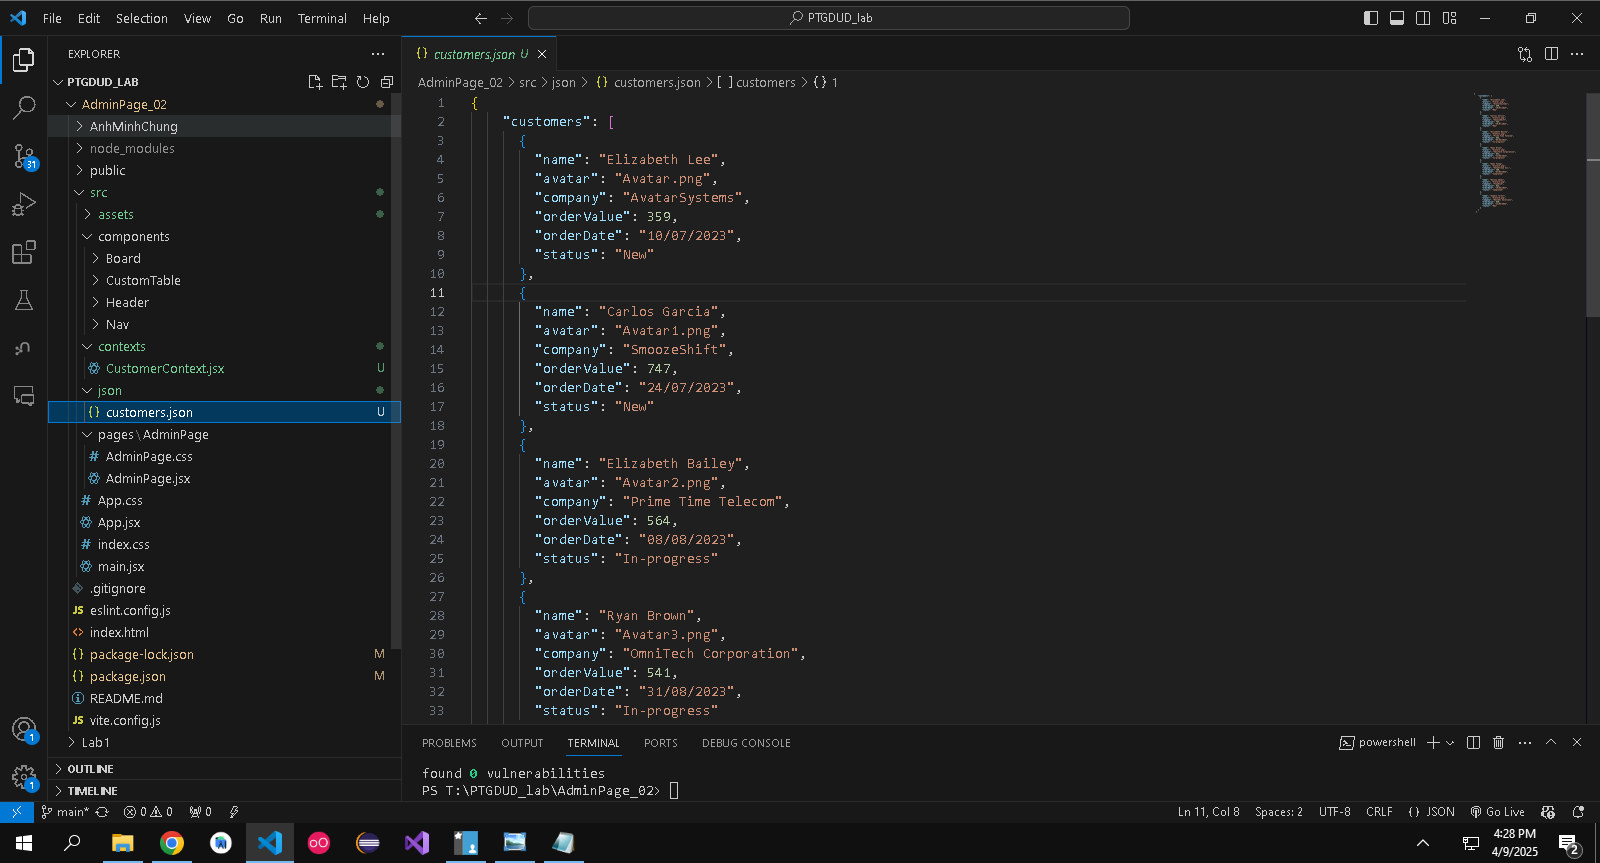 File Edit Selection View Go Run Terminal Help
PTGDUD_lab
EXPLORER
PTGDUD_LAB
AdminPage_02
AnhMinhChung
node_modules
public
src
assets
components
Board
CustomTable
Header
Nav
contexts
CustomerContext.jsx U
json
customers.json U
pages\AdminPage
AdminPage.css
AdminPage.jsx
App.css
App.jsx
index.css
main.jsx
.gitignore
eslint.config.js
index.html
package-lock.json M
package.json M
README.md
vite.config.js
Lab1
OUTLINE
TIMELINE
31
1
1
customers.json U
AdminPage_02 > src > json > {} customers.json > [ ] customers > {} 1
1 {
2 "customers": [
3 {
4 "name": "Elizabeth Lee",
5 "avatar": "Avatar.png",
6 "company": "AvatarSystems",
7 "orderValue": 359,
8 "orderDate": "10/07/2023",
9 "status": "New"
10 },
11 {
12 "name": "Carlos Garcia",
13 "avatar": "Avatar1.png",
14 "company": "SmoozeShift",
15 "orderValue": 747,
16 "orderDate": "24/07/2023",
17 "status": "New"
18 },
19 {
20 "name": "Elizabeth Bailey",
21 "avatar": "Avatar2.png",
22 "company": "Prime Time Telecom",
23 "orderValue": 564,
24 "orderDate": "08/08/2023",
25 "status": "In-progress"
26 },
27 {
28 "name": "Ryan Brown",
29 "avatar": "Avatar3.png",
30 "company": "OmniTech Corporation",
31 "orderValue": 541,
32 "orderDate": "31/08/2023",
33 "status": "In-progress"
PROBLEMS OUTPUT TERMINAL PORTS DEBUG CONSOLE
powershell
found 0 vulnerabilities
PS T:\PTGDUD_lab\AdminPage_02>
main* 0 0 0
Ln 11, Col 8 Spaces: 2 UTF-8 CRLF {} JSON Go Live
4:28 PM
4/9/2025
2